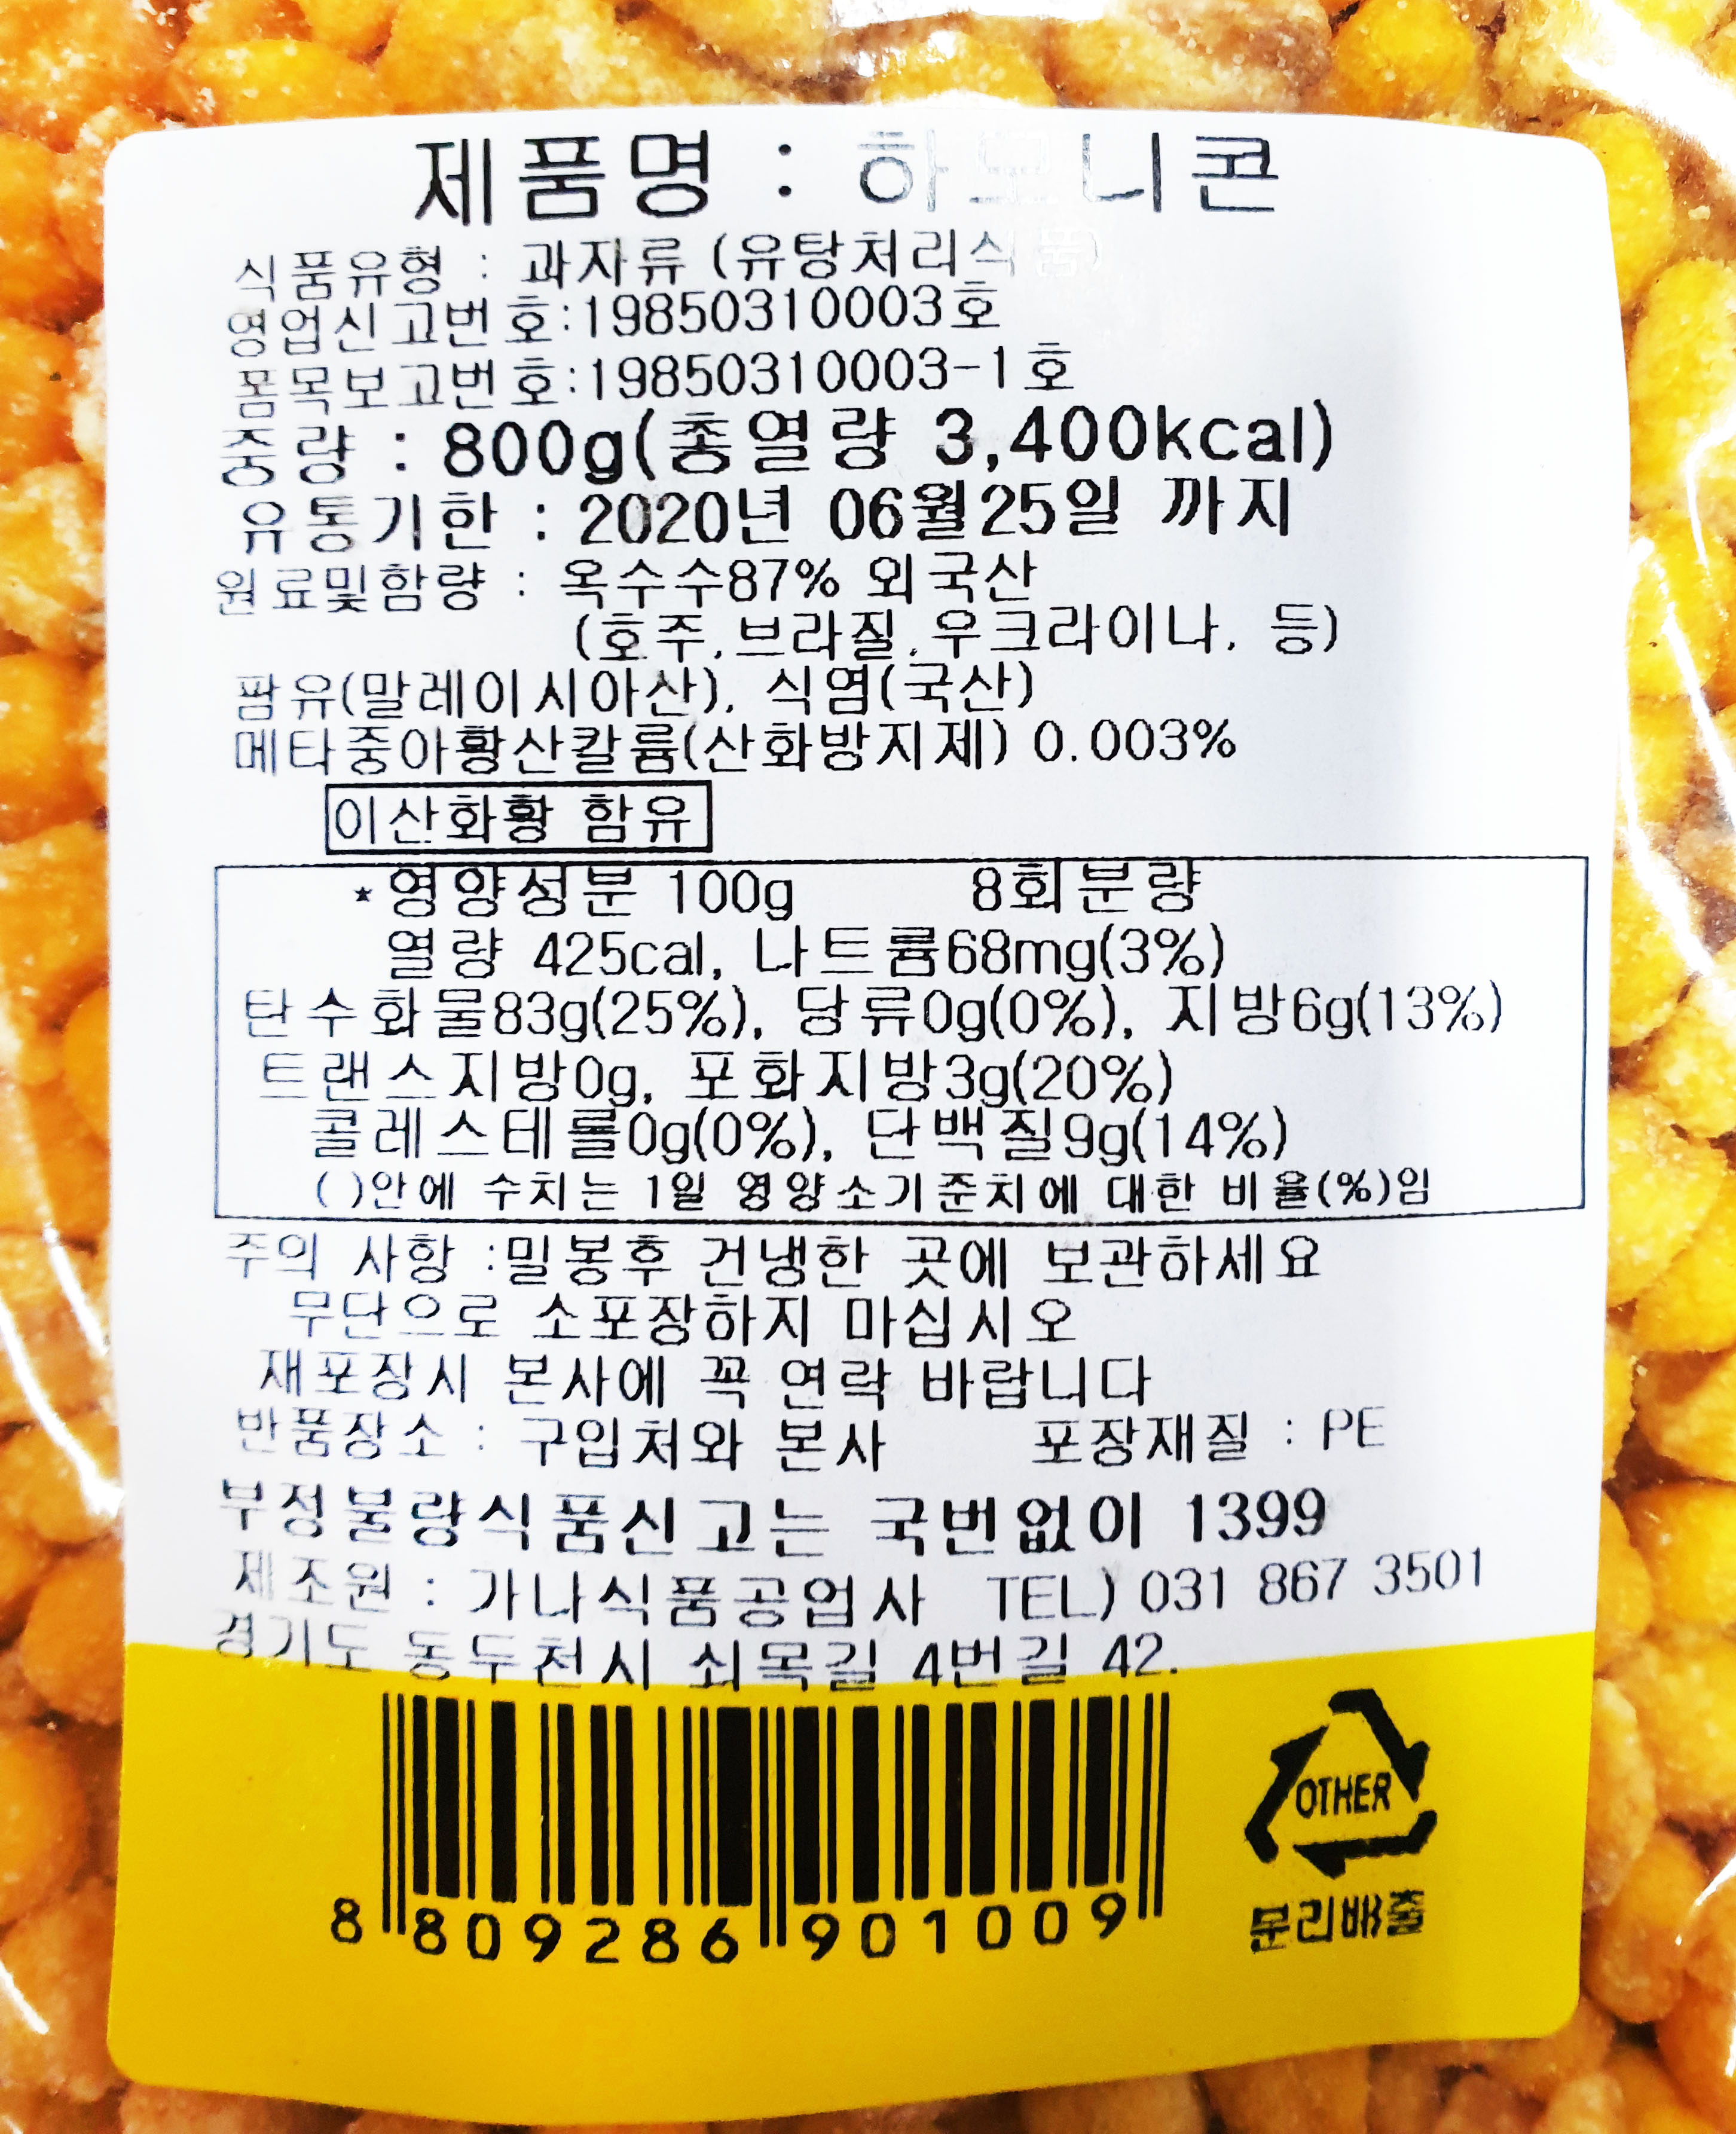 제품명 : 하모니콘
식품유형 : 과자류 (유탕처리식품)
영업신고번호:19850310003호
품목보고번호:19850310003-1호
중량 : 800g(총열량 3,400kcal)
유통기한 : 2020년 06월25일 까지
원료및함량 : 옥수수87% 외국산
(호주,브라질,우크라이나, 등)
팜유(말레이시아산), 식염(국산)
메타중아황산칼륨(산화방지제) 0.003%
이산화황 함유
*영양성분 100g 8회분량
열량 425cal, 나트륨68mg(3%)
탄수화물83g(25%), 당류0g(0%), 지방6g(13%)
트랜스지방0g, 포화지방3g(20%)
콜레스테롤0g(0%), 단백질9g(14%)
( )안에 수치는 1일 영양소기준치에 대한 비율(%)임
주의 사항 :밀봉후 건냉한 곳에 보관하세요
무단으로 소포장하지 마십시오
재포장시 본사에 꼭 연락 바랍니다
반품장소 : 구입처와 본사 포장재질 : PE
부정불량식품신고는 국번없이 1399
제조원 : 가나식품공업사 TEL) 031 867 3501
경기도 동두천시 쇠목길 4번길 42.
OTHER
분리배출
8 809286 901009